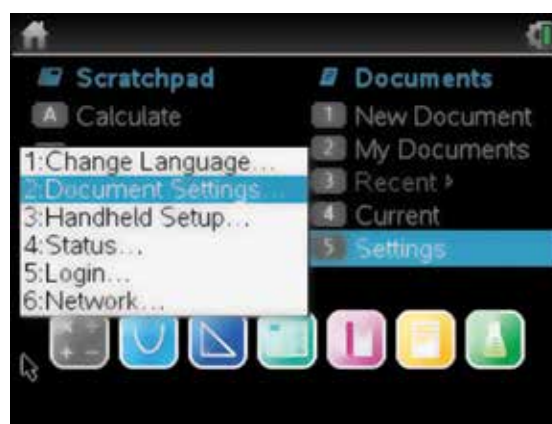 Scratchpad
A Calculate
Documents
1 New Document
2 My Documents
3 Recent
4 Current
5 Settings
1:Change Language...
2:Document Settings...
3:Handheld Setup...
4:Status...
5:Login...
6:Network...